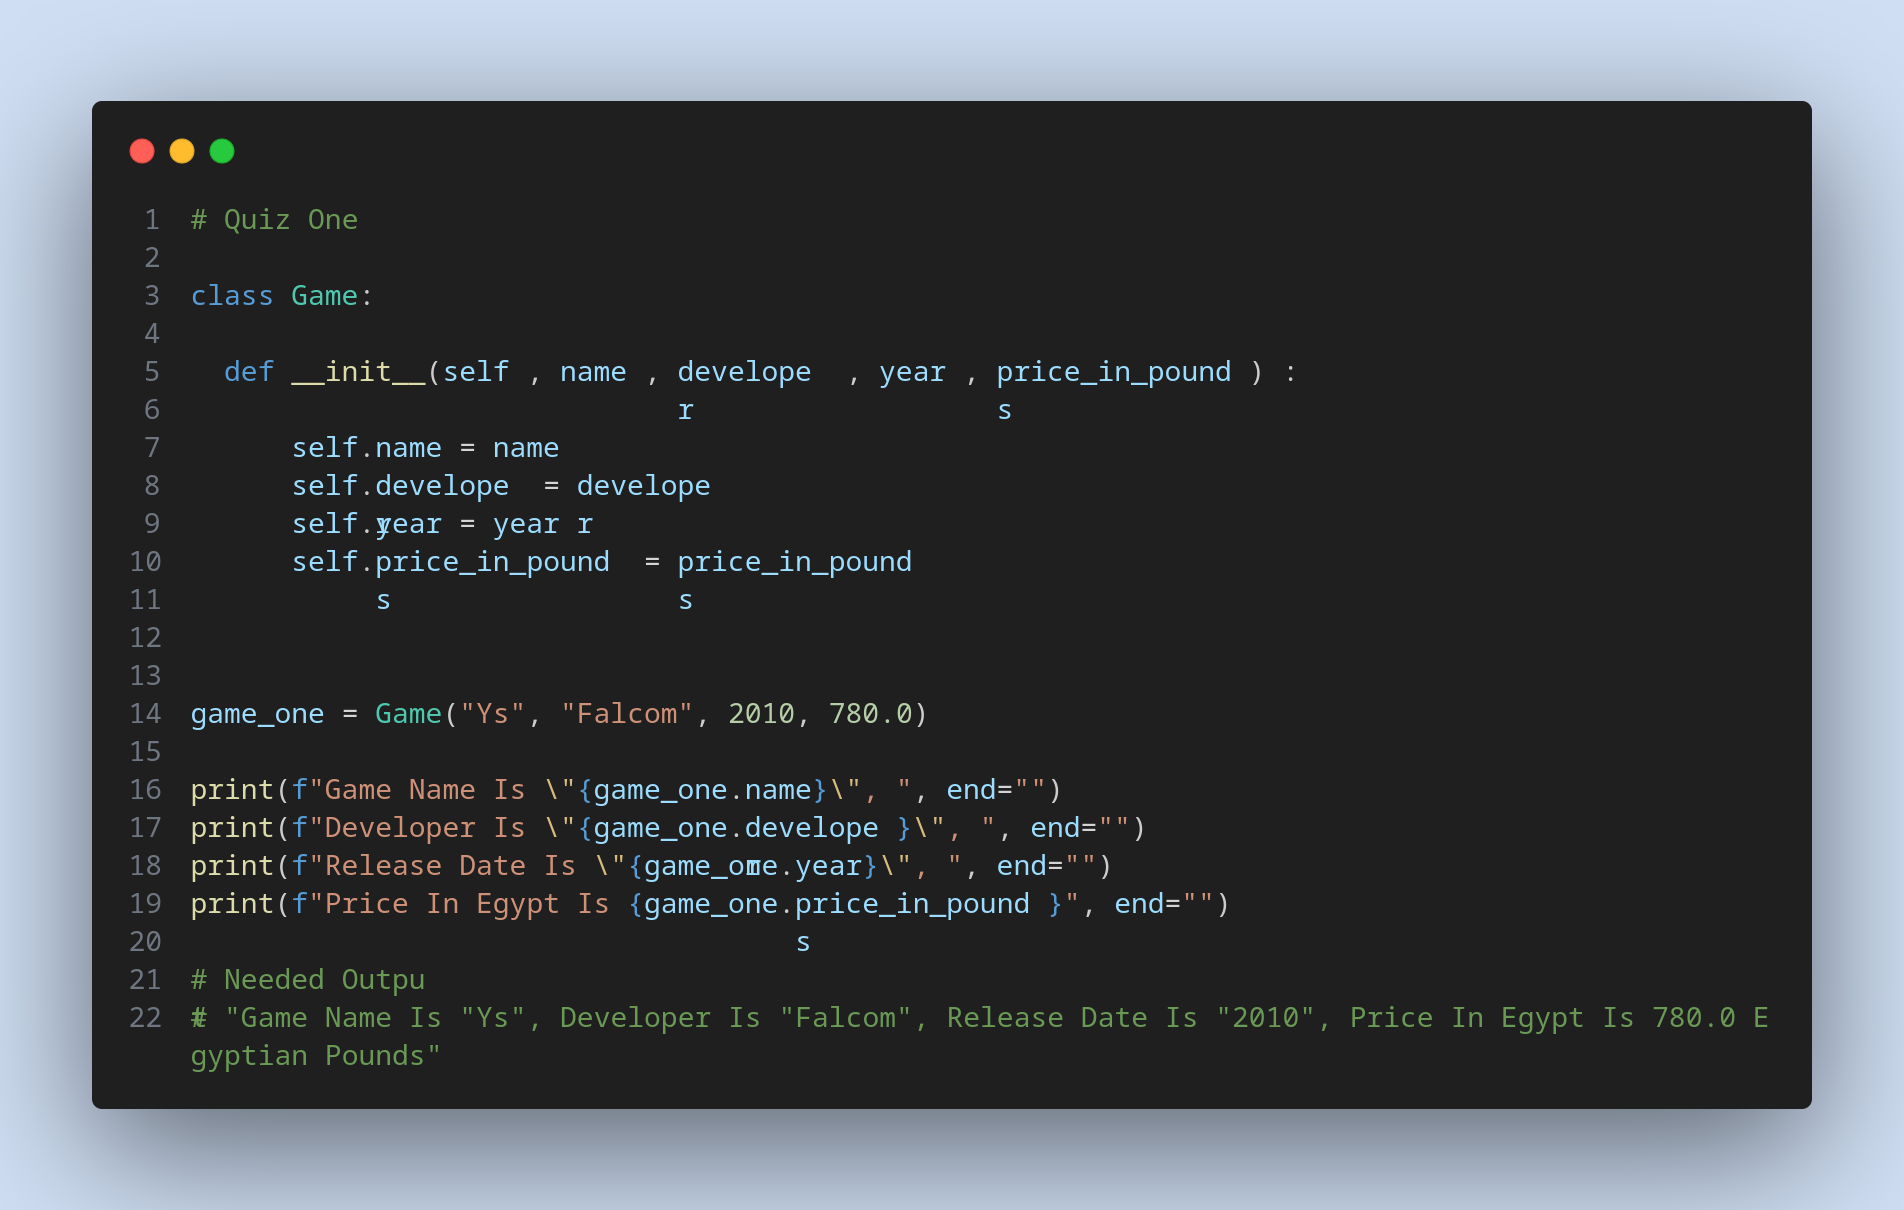 1 # Quiz One
2
3 class Game:
4
5   def __init__(self , name , develope  , year , price_in_pound ) :
6                             r                  s
7       self.name = name
8       self.develope  = develope
9       self.year = year r
10       self.price_in_pound  = price_in_pound
11            s                 s
12
13
14 game_one = Game("Ys", "Falcom", 2010, 780.0)
15
16 print(f"Game Name Is \"{game_one.name}\", ", end="")
17 print(f"Developer Is \"{game_one.develope }\", ", end="")
18 print(f"Release Date Is \"{game_one.year}\", ", end="")
19 print(f"Price In Egypt Is {game_one.price_in_pound }", end="")
20                                     s
21 # Needed Outpu
22 # "Game Name Is "Ys", Developer Is "Falcom", Release Date Is "2010", Price In Egypt Is 780.0 E
gyptian Pounds"